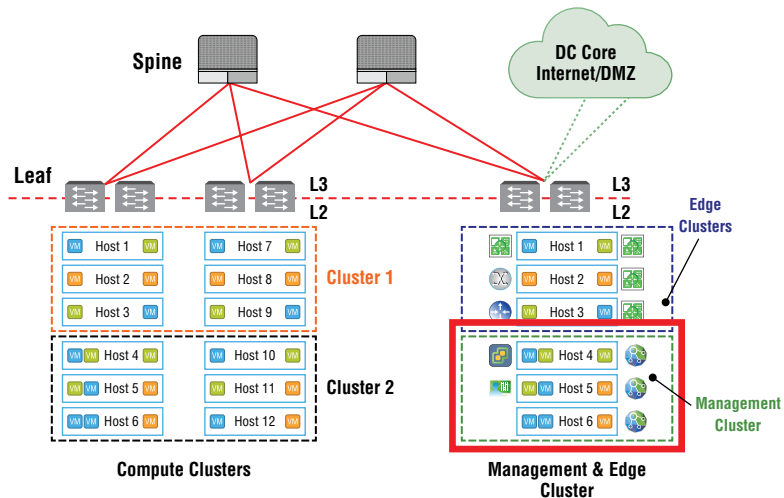 Spine
DC Core
Internet/DMZ
Leaf
L3
L2
L3
L2
Edge
Clusters
VM Host 1 VM
VM Host 7 VM
VM Host 1 VM
VM Host 2 VM
VM Host 8 VM
Cluster 1
VM Host 2 VM
VM Host 3 VM
VM Host 9 VM
VM Host 3 VM
VM VM Host 4 VM
VM Host 10 VM
VM VM Host 4 VM
VM VM Host 5 VM
VM Host 11 VM
Cluster 2
VM VM Host 5 VM
VM VM Host 6 VM
VM Host 12 VM
VM VM Host 6 VM
Management
Cluster
Compute Clusters
Management & Edge
Cluster